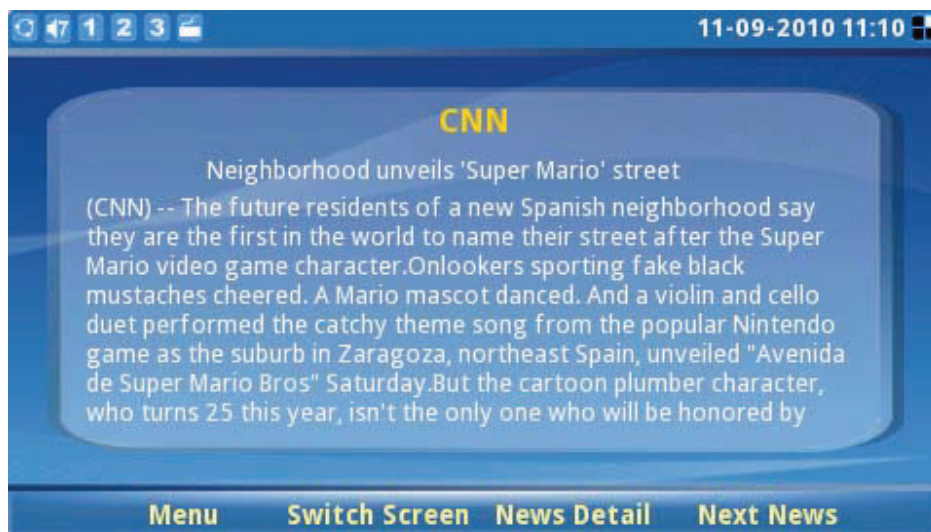 7 1 2 3 11-09-2010 11:10
CNN
Neighborhood unveils 'Super Mario' street
(CNN) -- The future residents of a new Spanish neighborhood say
they are the first in the world to name their street after the Super
Mario video game character.Onlookers sporting fake black
mustaches cheered. A Mario mascot danced. And a violin and cello
duet performed the catchy theme song from the popular Nintendo
game as the suburb in Zaragoza, northeast Spain, unveiled "Avenida
de Super Mario Bros" Saturday.But the cartoon plumber character,
who turns 25 this year, isn't the only one who will be honored by
Menu Switch Screen News Detail Next News